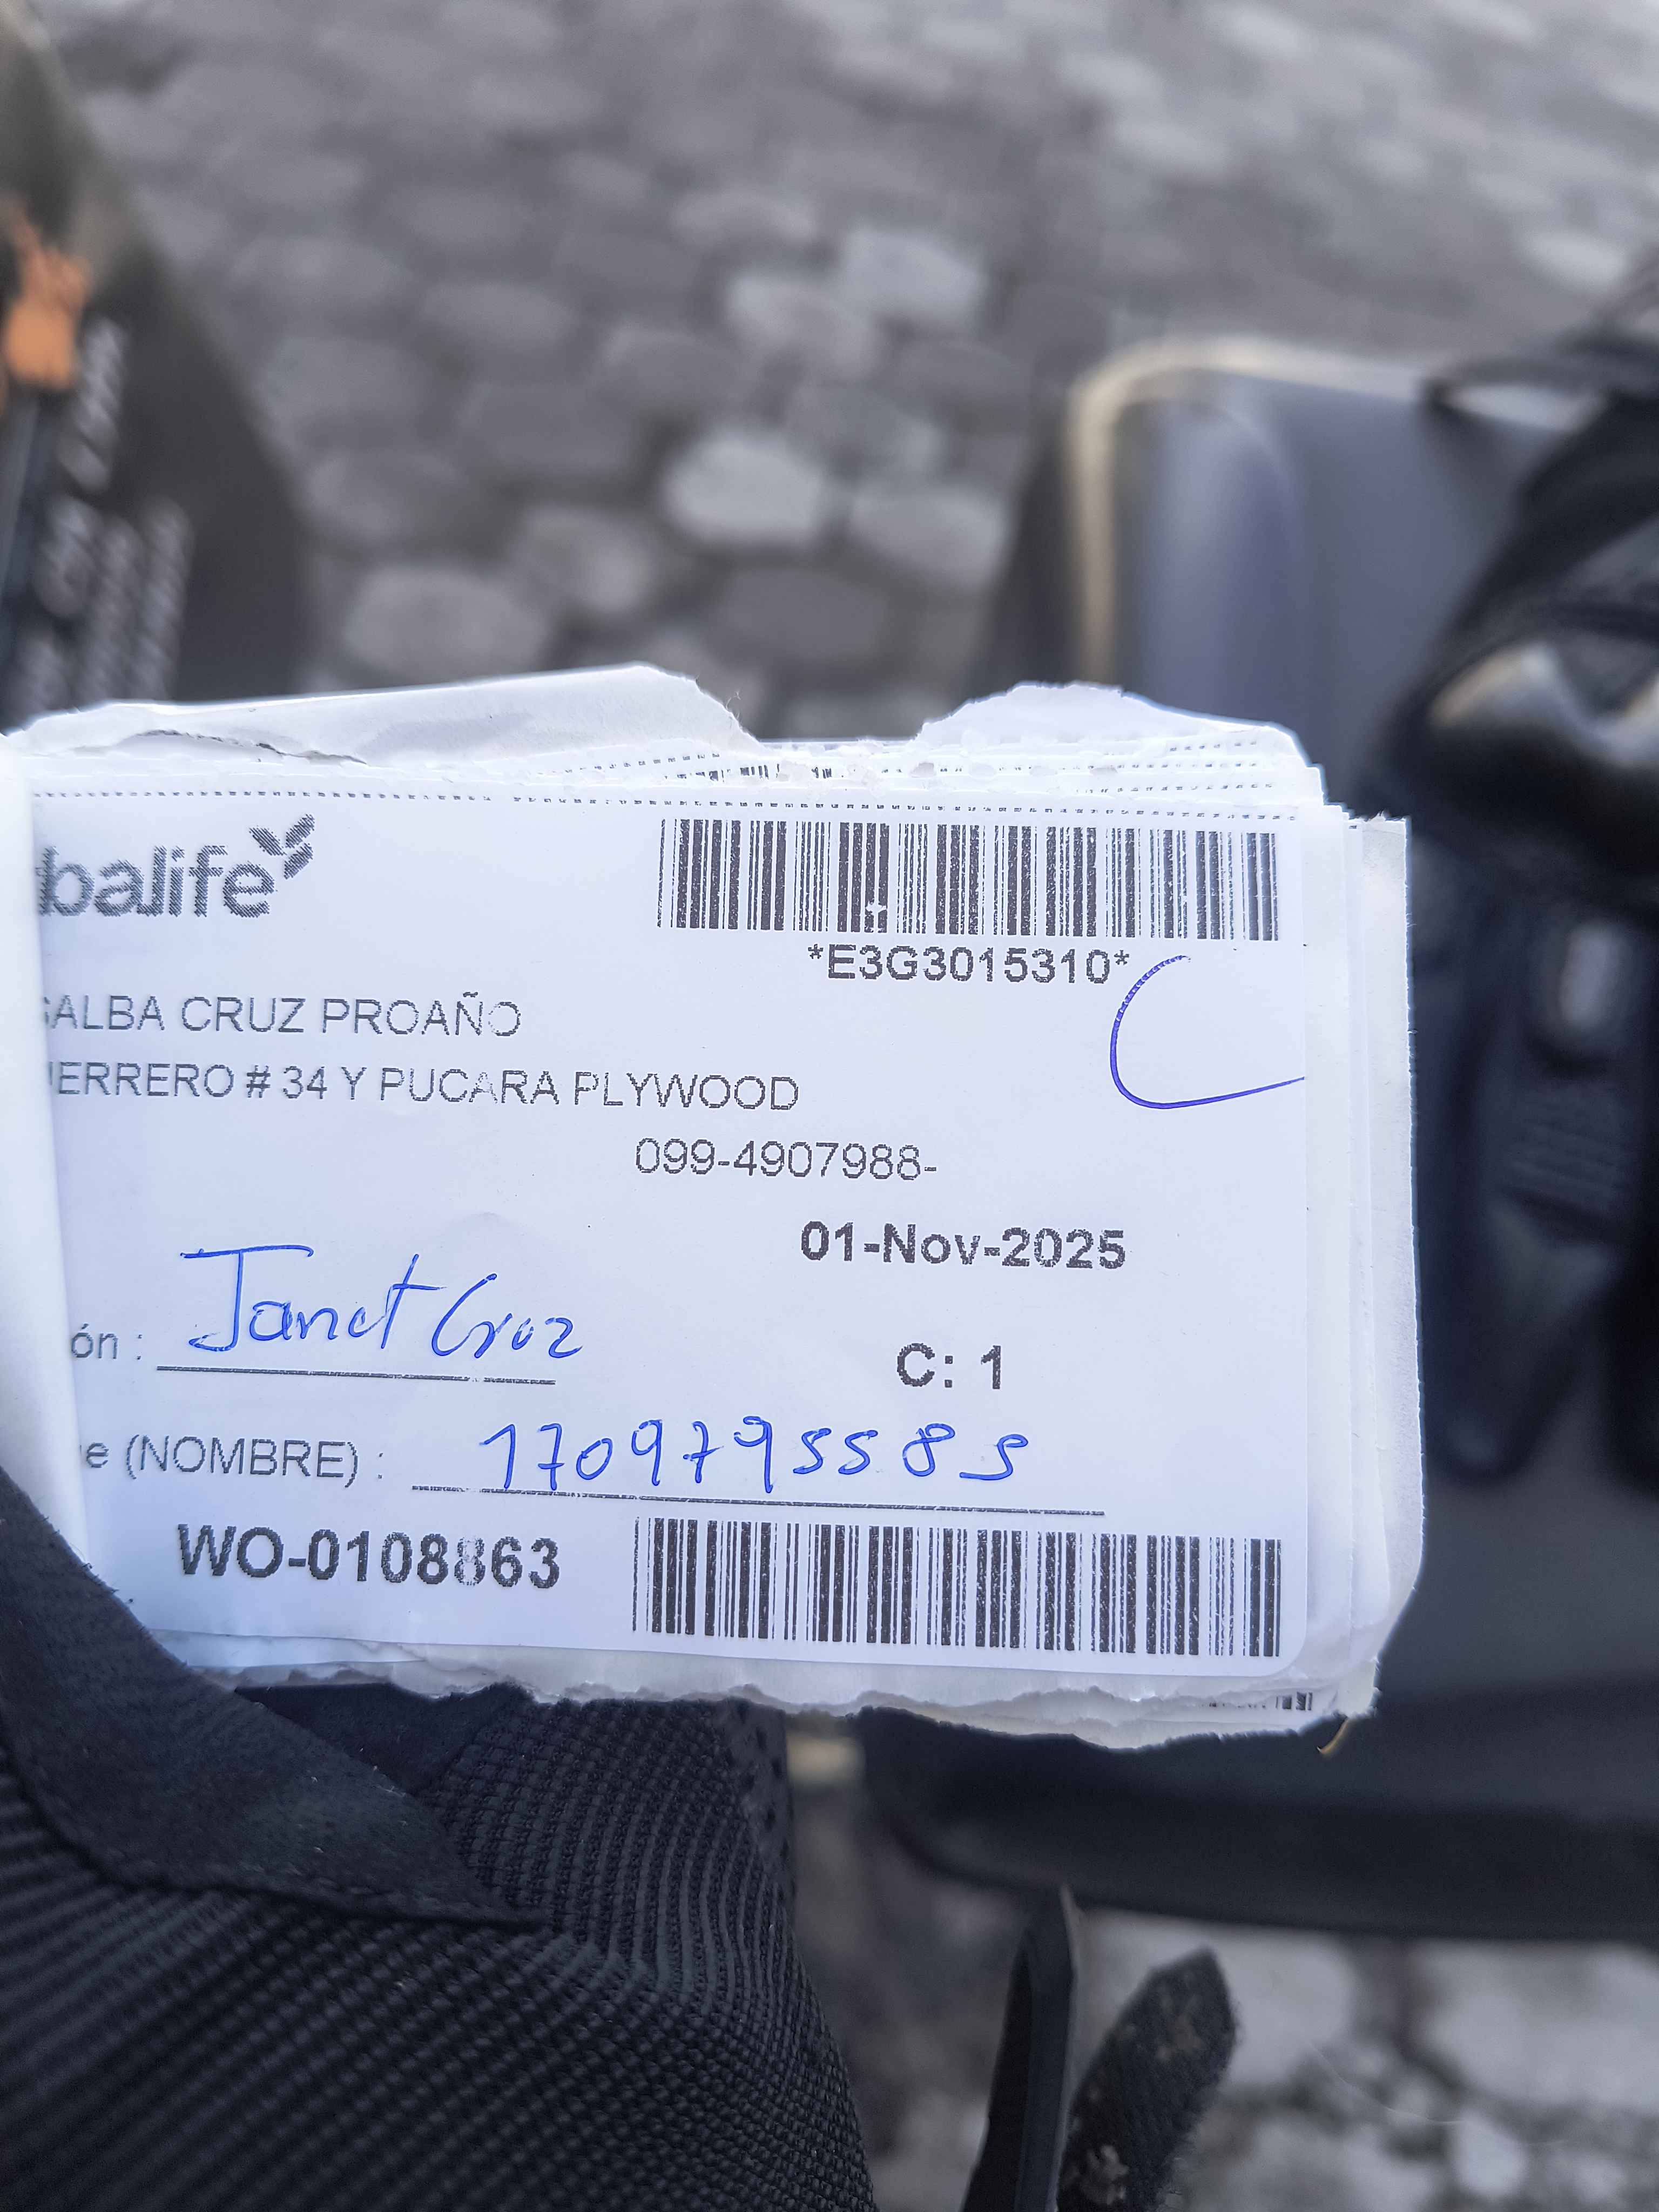 balife
*E3G3015310*
SALBA CRUZ PROAÑO
UERRERO # 34 Y PUCARA PLYWOOD
099-4907988-
01-Nov-2025
ón : Janet Cruz
C: 1
e (NOMBRE) : 1709795585
WO-0108863